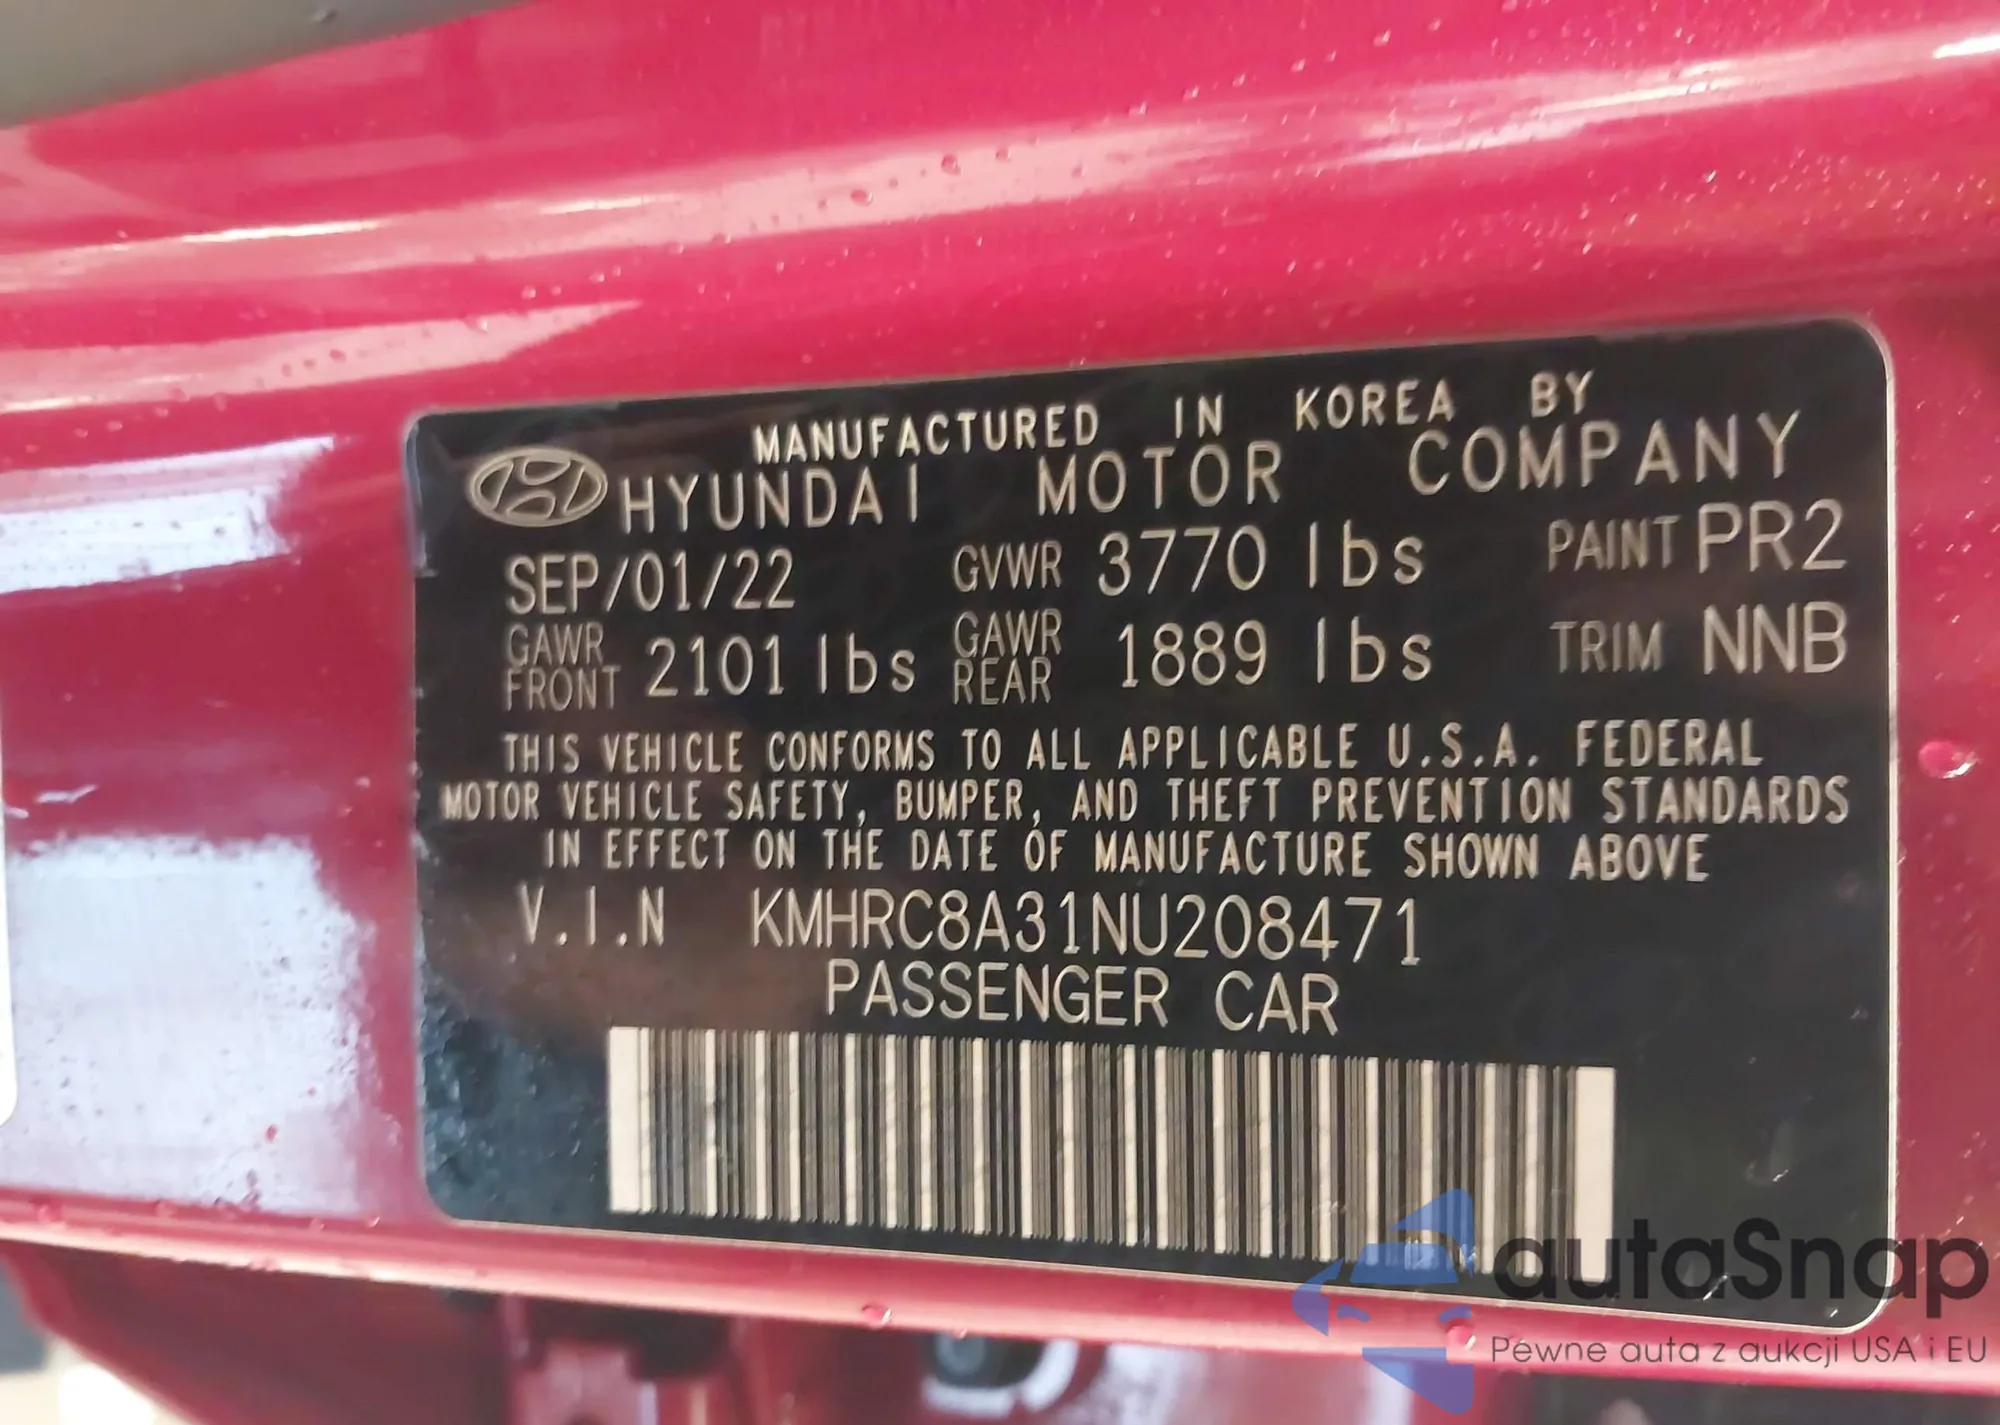 MANUFACTURED IN KOREA BY
HYUNDAI MOTOR COMPANY
SEP/01/22 GVWR 3770 lbs PAINT PR2
GAWR FRONT 2101 lbs GAWR REAR 1889 lbs TRIM NNB
THIS VEHICLE CONFORMS TO ALL APPLICABLE U.S.A. FEDERAL
MOTOR VEHICLE SAFETY, BUMPER, AND THEFT PREVENTION STANDARDS
IN EFFECT ON THE DATE OF MANUFACTURE SHOWN ABOVE
V.I.N KMHRC8A31NU208471
PASSENGER CAR
autaSnap
Pewne auta z aukcji USA i EU